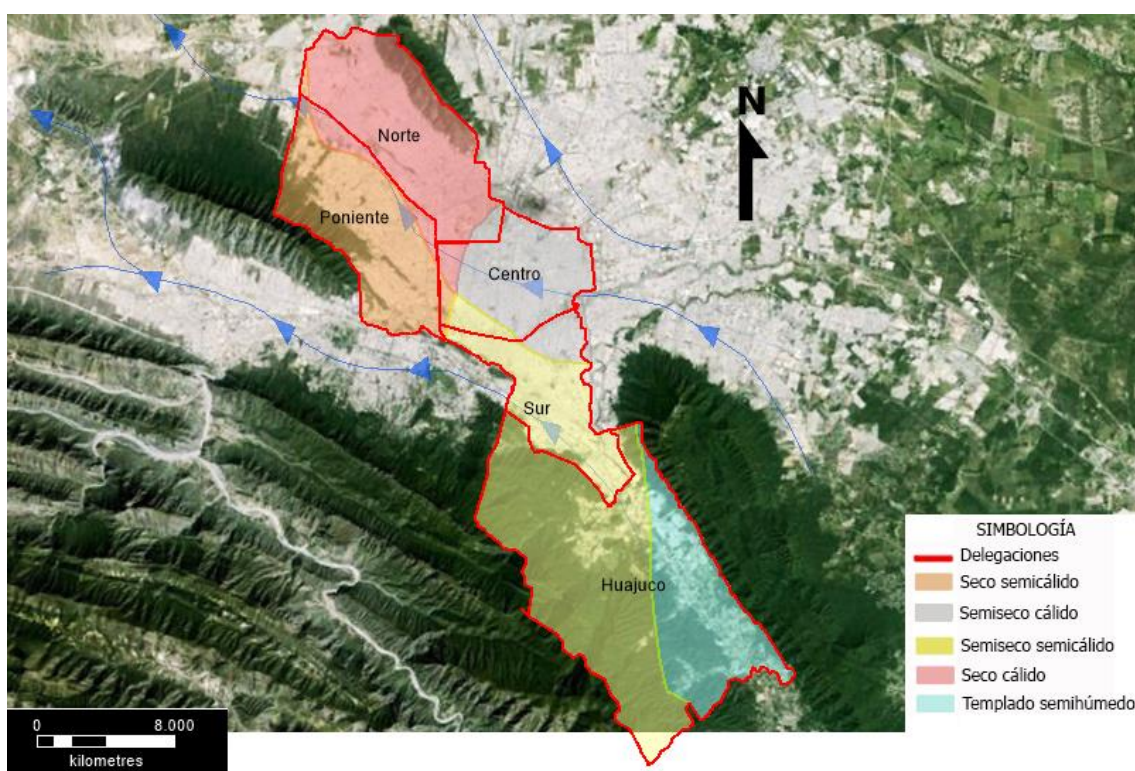 N
Norte
Poniente
Centro
Sur
Huajuco
SIMBOLOGÍA
Delegaciones
Seco semicálido
Semiseco cálido
Semiseco semicálido
Seco cálido
Templado semihúmedo
0 8.000
kilometres